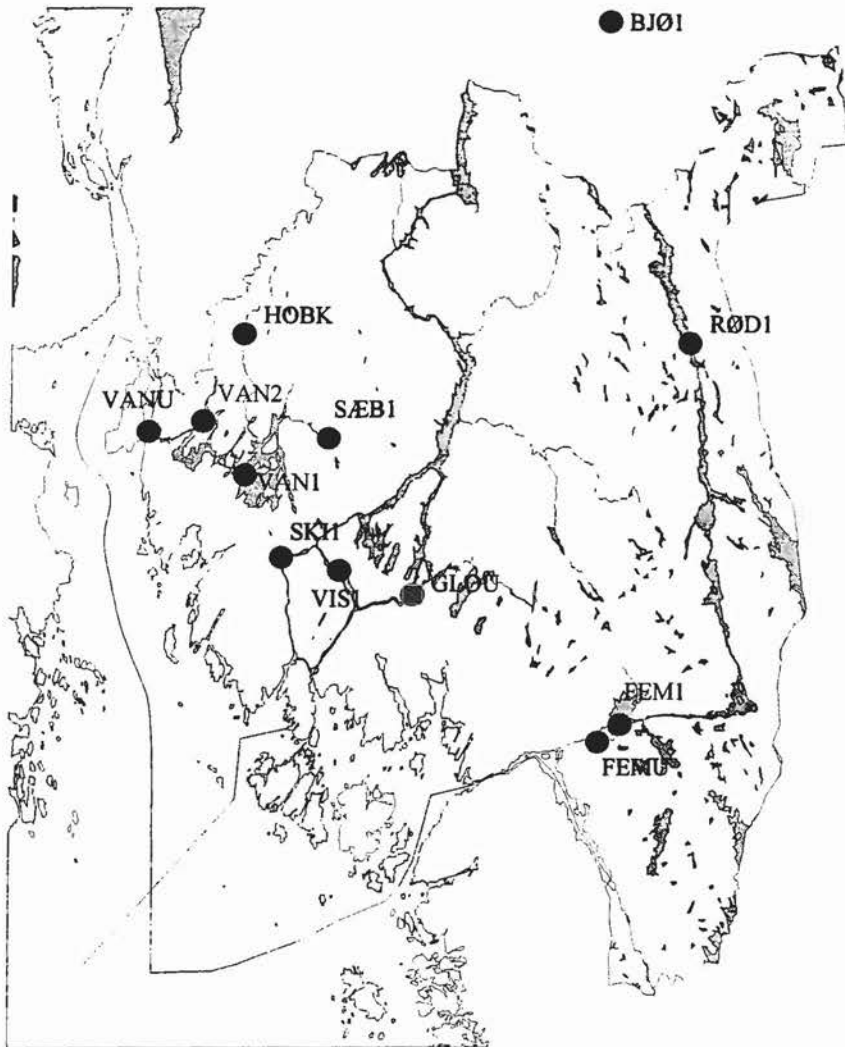 BJØ1
HOBK
RØD1
VANU
VAN2
SÆB1
VAN1
SKI1
VIS1
GLOU
FEM1
FEMU